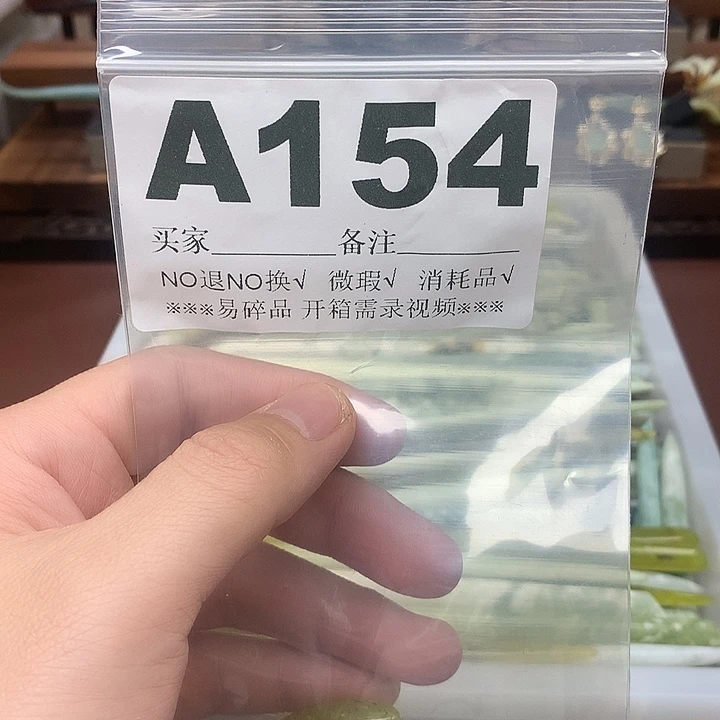 A154
买家________备注________
NO退NO换√ 微瑕√ 消耗品√
※※※易碎品 开箱需录视频※※※